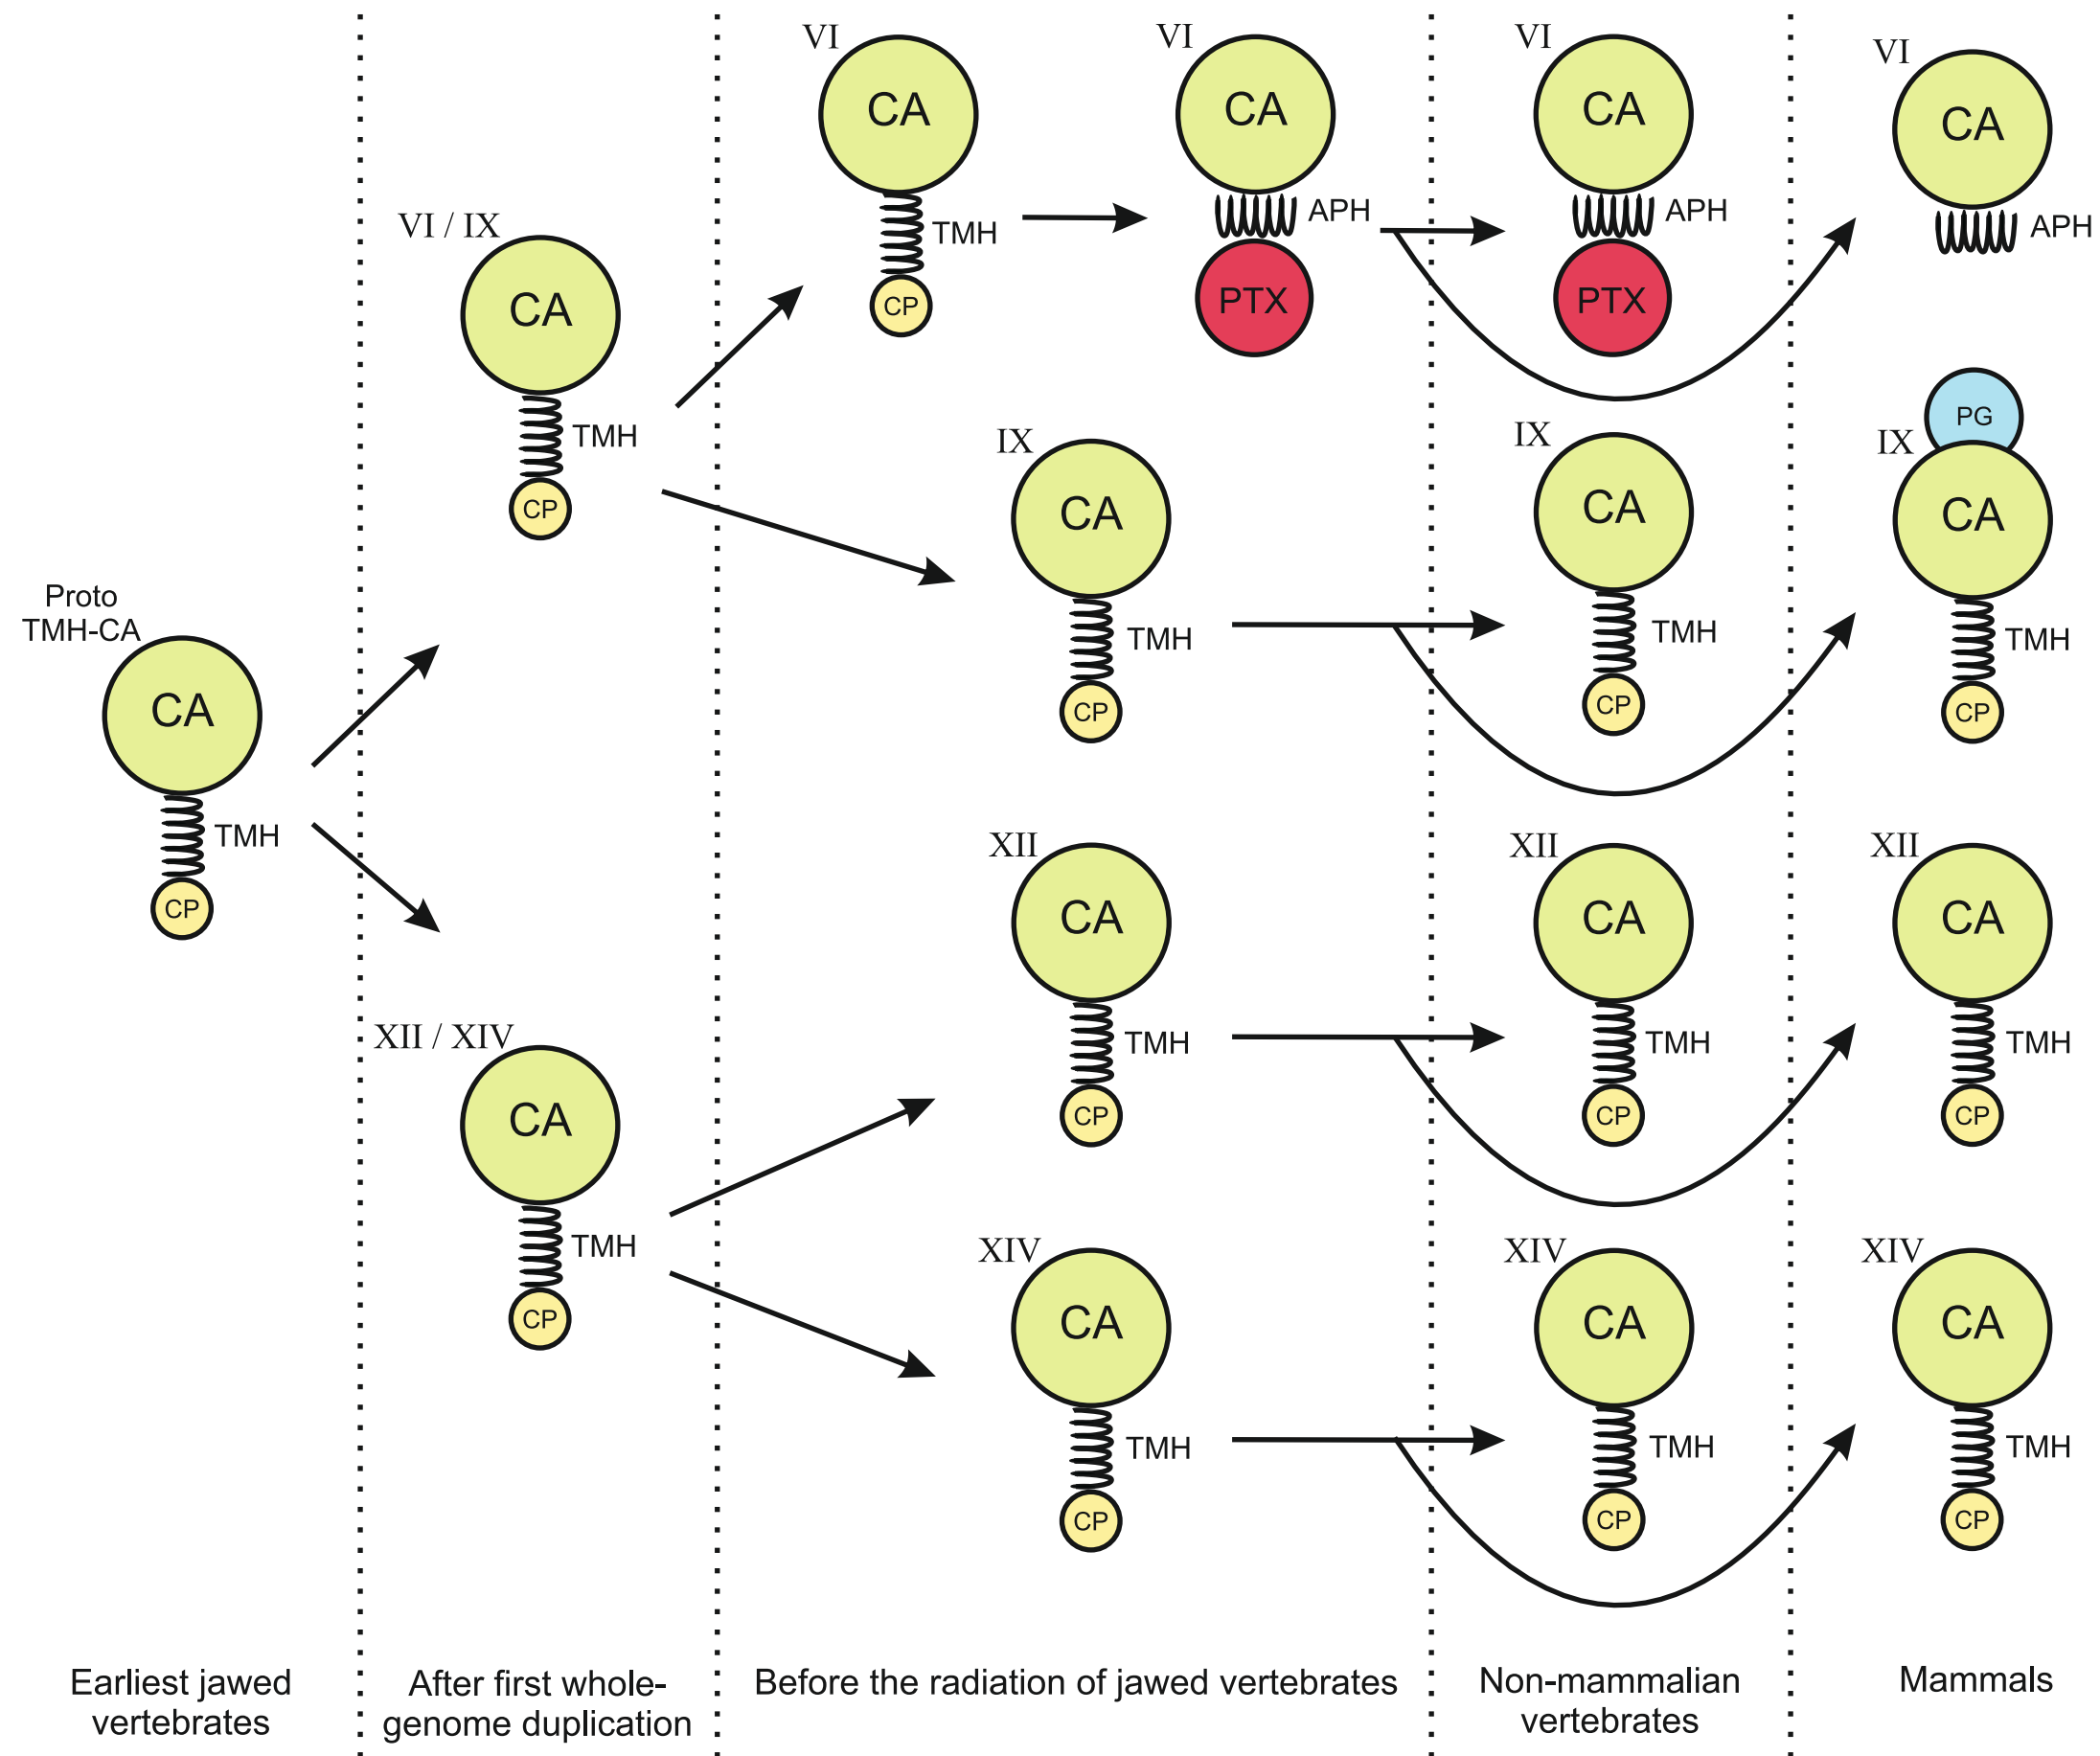 Proto
TMH-CA
CA
TMH
CP
VI / IX
CA
TMH
CP
XII / XIV
CA
TMH
CP
VI
CA
TMH
CP
VI
CA
APH
PTX
IX
CA
TMH
CP
XII
CA
TMH
CP
XIV
CA
TMH
CP
VI
CA
APH
PTX
IX
CA
TMH
CP
XII
CA
TMH
CP
XIV
CA
TMH
CP
VI
CA
APH
PG
IX
CA
TMH
CP
XII
CA
TMH
CP
XIV
CA
TMH
CP
Earliest jawed
vertebrates
After first whole-
genome duplication
Before the radiation of jawed vertebrates
Non-mammalian
vertebrates
Mammals